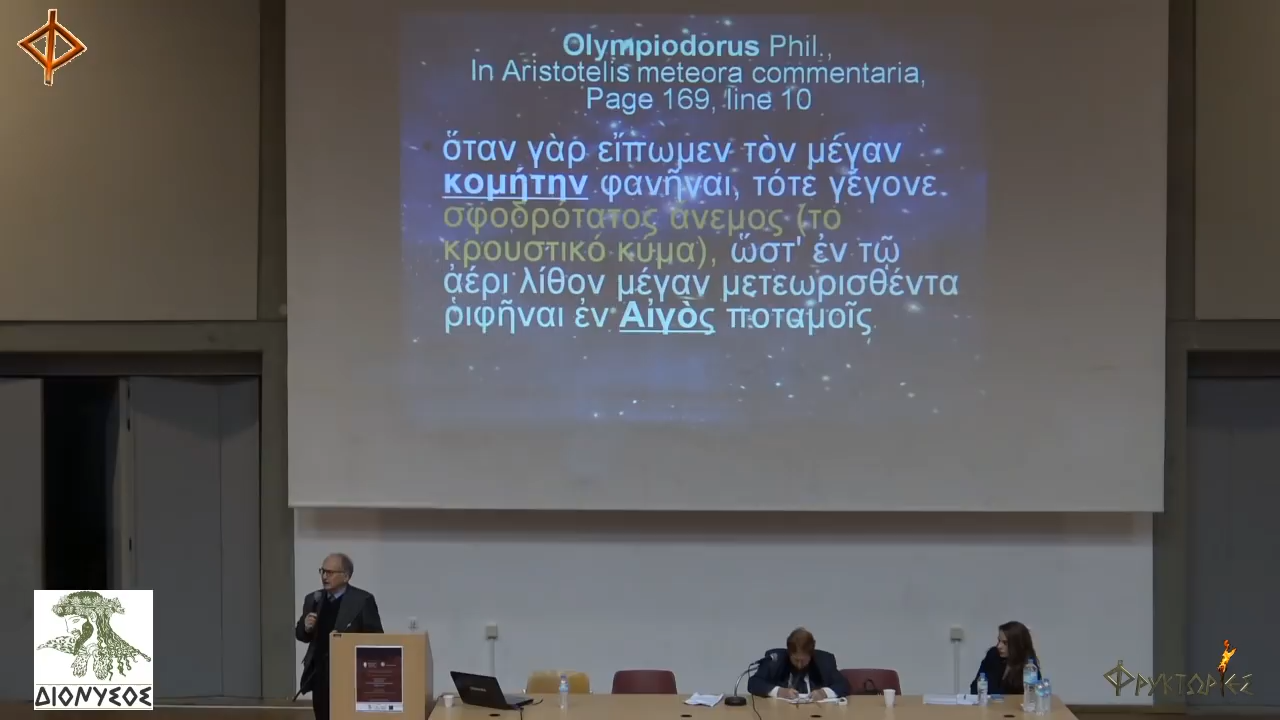 Olympiodorus Phil.,
In Aristotelis meteora commentaria,
Page 169, line 10
ὅταν γὰρ εἴπωμεν τὸν μέγαν
κομήτην φανῆναι, τότε γέγονε
σφοδρότατος ἄνεμος (το
κρουστικό κύμα), ὥστ' ἐν τῷ
ἀέρι λίθον μέγαν μετεωρισθέντα
ῥιφῆναι ἐν Αἰγὸς ποταμοῖς
ΔΙΟΝΥΣΟΣ
Φρυκτωρίες